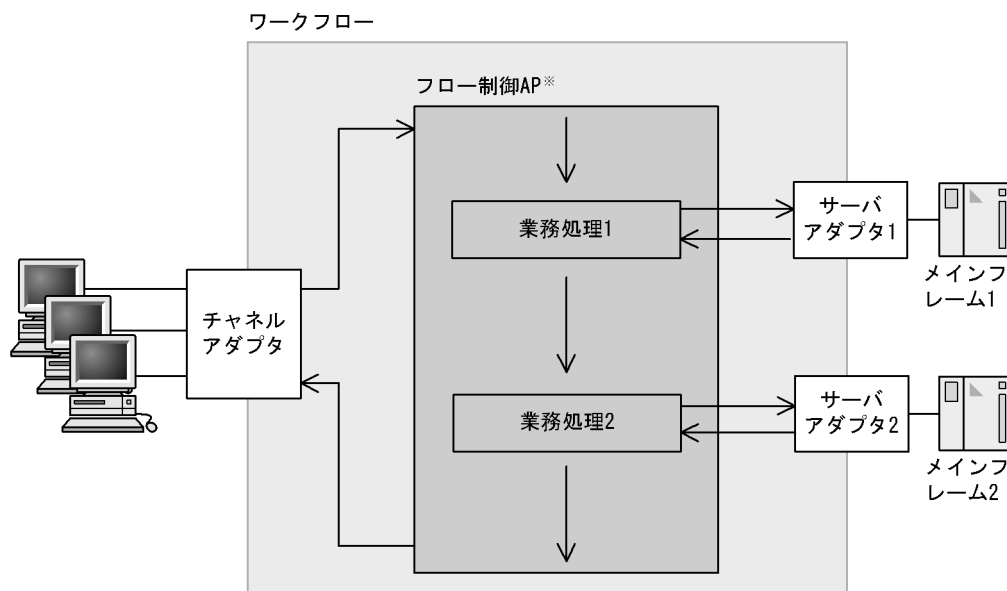 ワークフロー
フロー制御AP※
業務処理1
サーバ
アダプタ1
メインフ
レーム1
チャネル
アダプタ
業務処理2
サーバ
アダプタ2
メインフ
レーム2